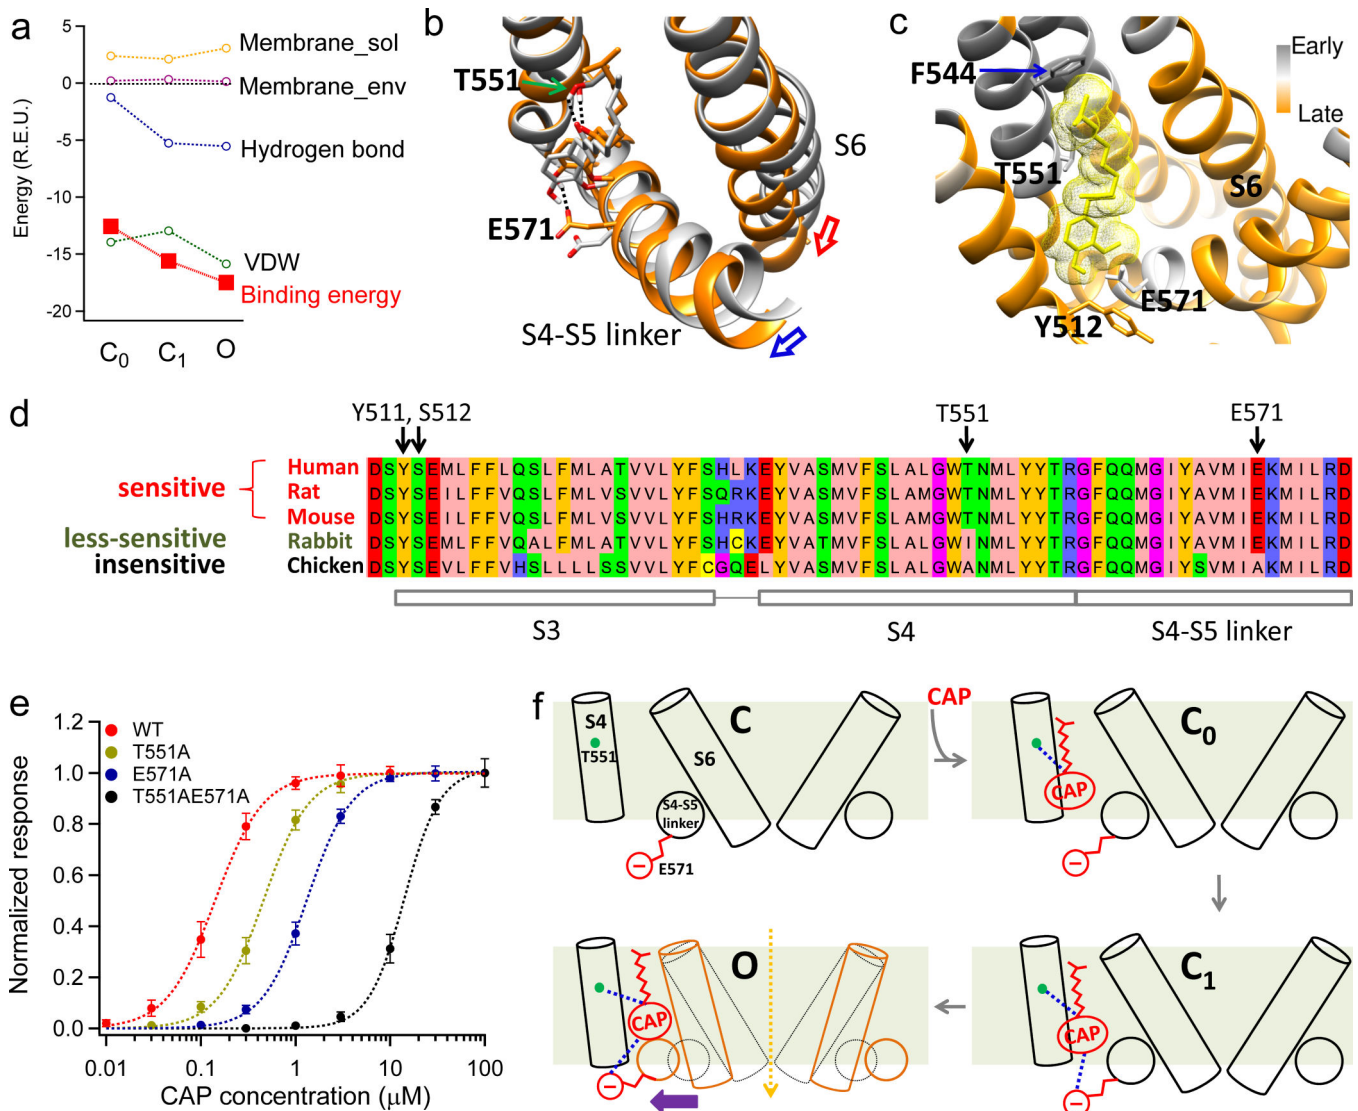 a
5
0
-5
-10
-15
-20
Energy (R.E.U.)
Membrane_sol
Membrane_env
Hydrogen bond
VDW
Binding energy
C0 C1 O
b
T551
E571
S6
S4-S5 linker
c
F544
T551
S6
E571
Y512
Early
Late
d
Y511, S512 T551 E571
sensitive
less-sensitive
insensitive
Human DSYSEMLFFLQSLFMLATVVLYFSHLKEYVASMVFSLALGWTNMLYYTRGFQQMGIYAVMIEKMILRD
Rat DSYSEILFFVQSLFMLVSVVLYFSQRKEYVASMVFSLAMGWTNMLYYTRGFQQMGIYAVMIEKMILRD
Mouse DSYSEILFFVQSLFMLVSVVLYFSHRKEYVASMVFSLAMGWTNMLYYTRGFQQMGIYAVMIEKMILRD
Rabbit DSYSEMLFFVQALFMLATVVLYFSHCKEYVATMVFSLALGWIANMLYYTRGFQQMGIYAVMIEKMILRD
Chicken DSYSEVLFFVHSLLLLSSVVLYFCGQELYVASMVFSLALGWANMLYYTRGFQQMGIYSVMIAKMILRD
S3 S4 S4-S5 linker
e
1.2
1.0
0.8
0.6
0.4
0.2
0.0
Normalized response
WT
T551A
E571A
T551AE571A
0.01 0.1 1 10 100
CAP concentration (μM)
f
S4
T551
S6
S4-S5
linker
E571
C
CAP
C0
CAP
C1
CAP
O
CAP